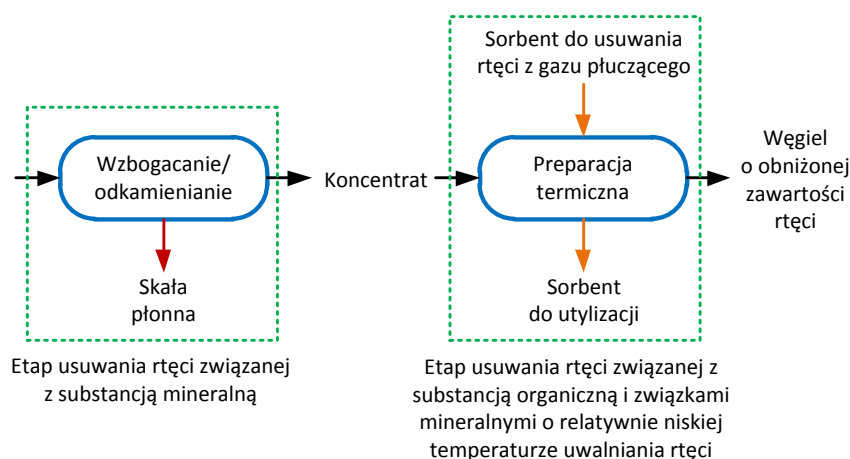 Wzbogacanie/
odkamienianie
Skała
płonna
Etap usuwania rtęci związanej
z substancją mineralną
Koncentrat
Sorbent do usuwania
rtęci z gazu płuczącego
Preparacja
termiczna
Sorbent
do utylizacji
Etap usuwania rtęci związanej z
substancją organiczną i związkami
mineralnymi o relatywnie niskiej
temperaturze uwalniania rtęci
Węgiel
o obniżonej
zawartości
rtęci